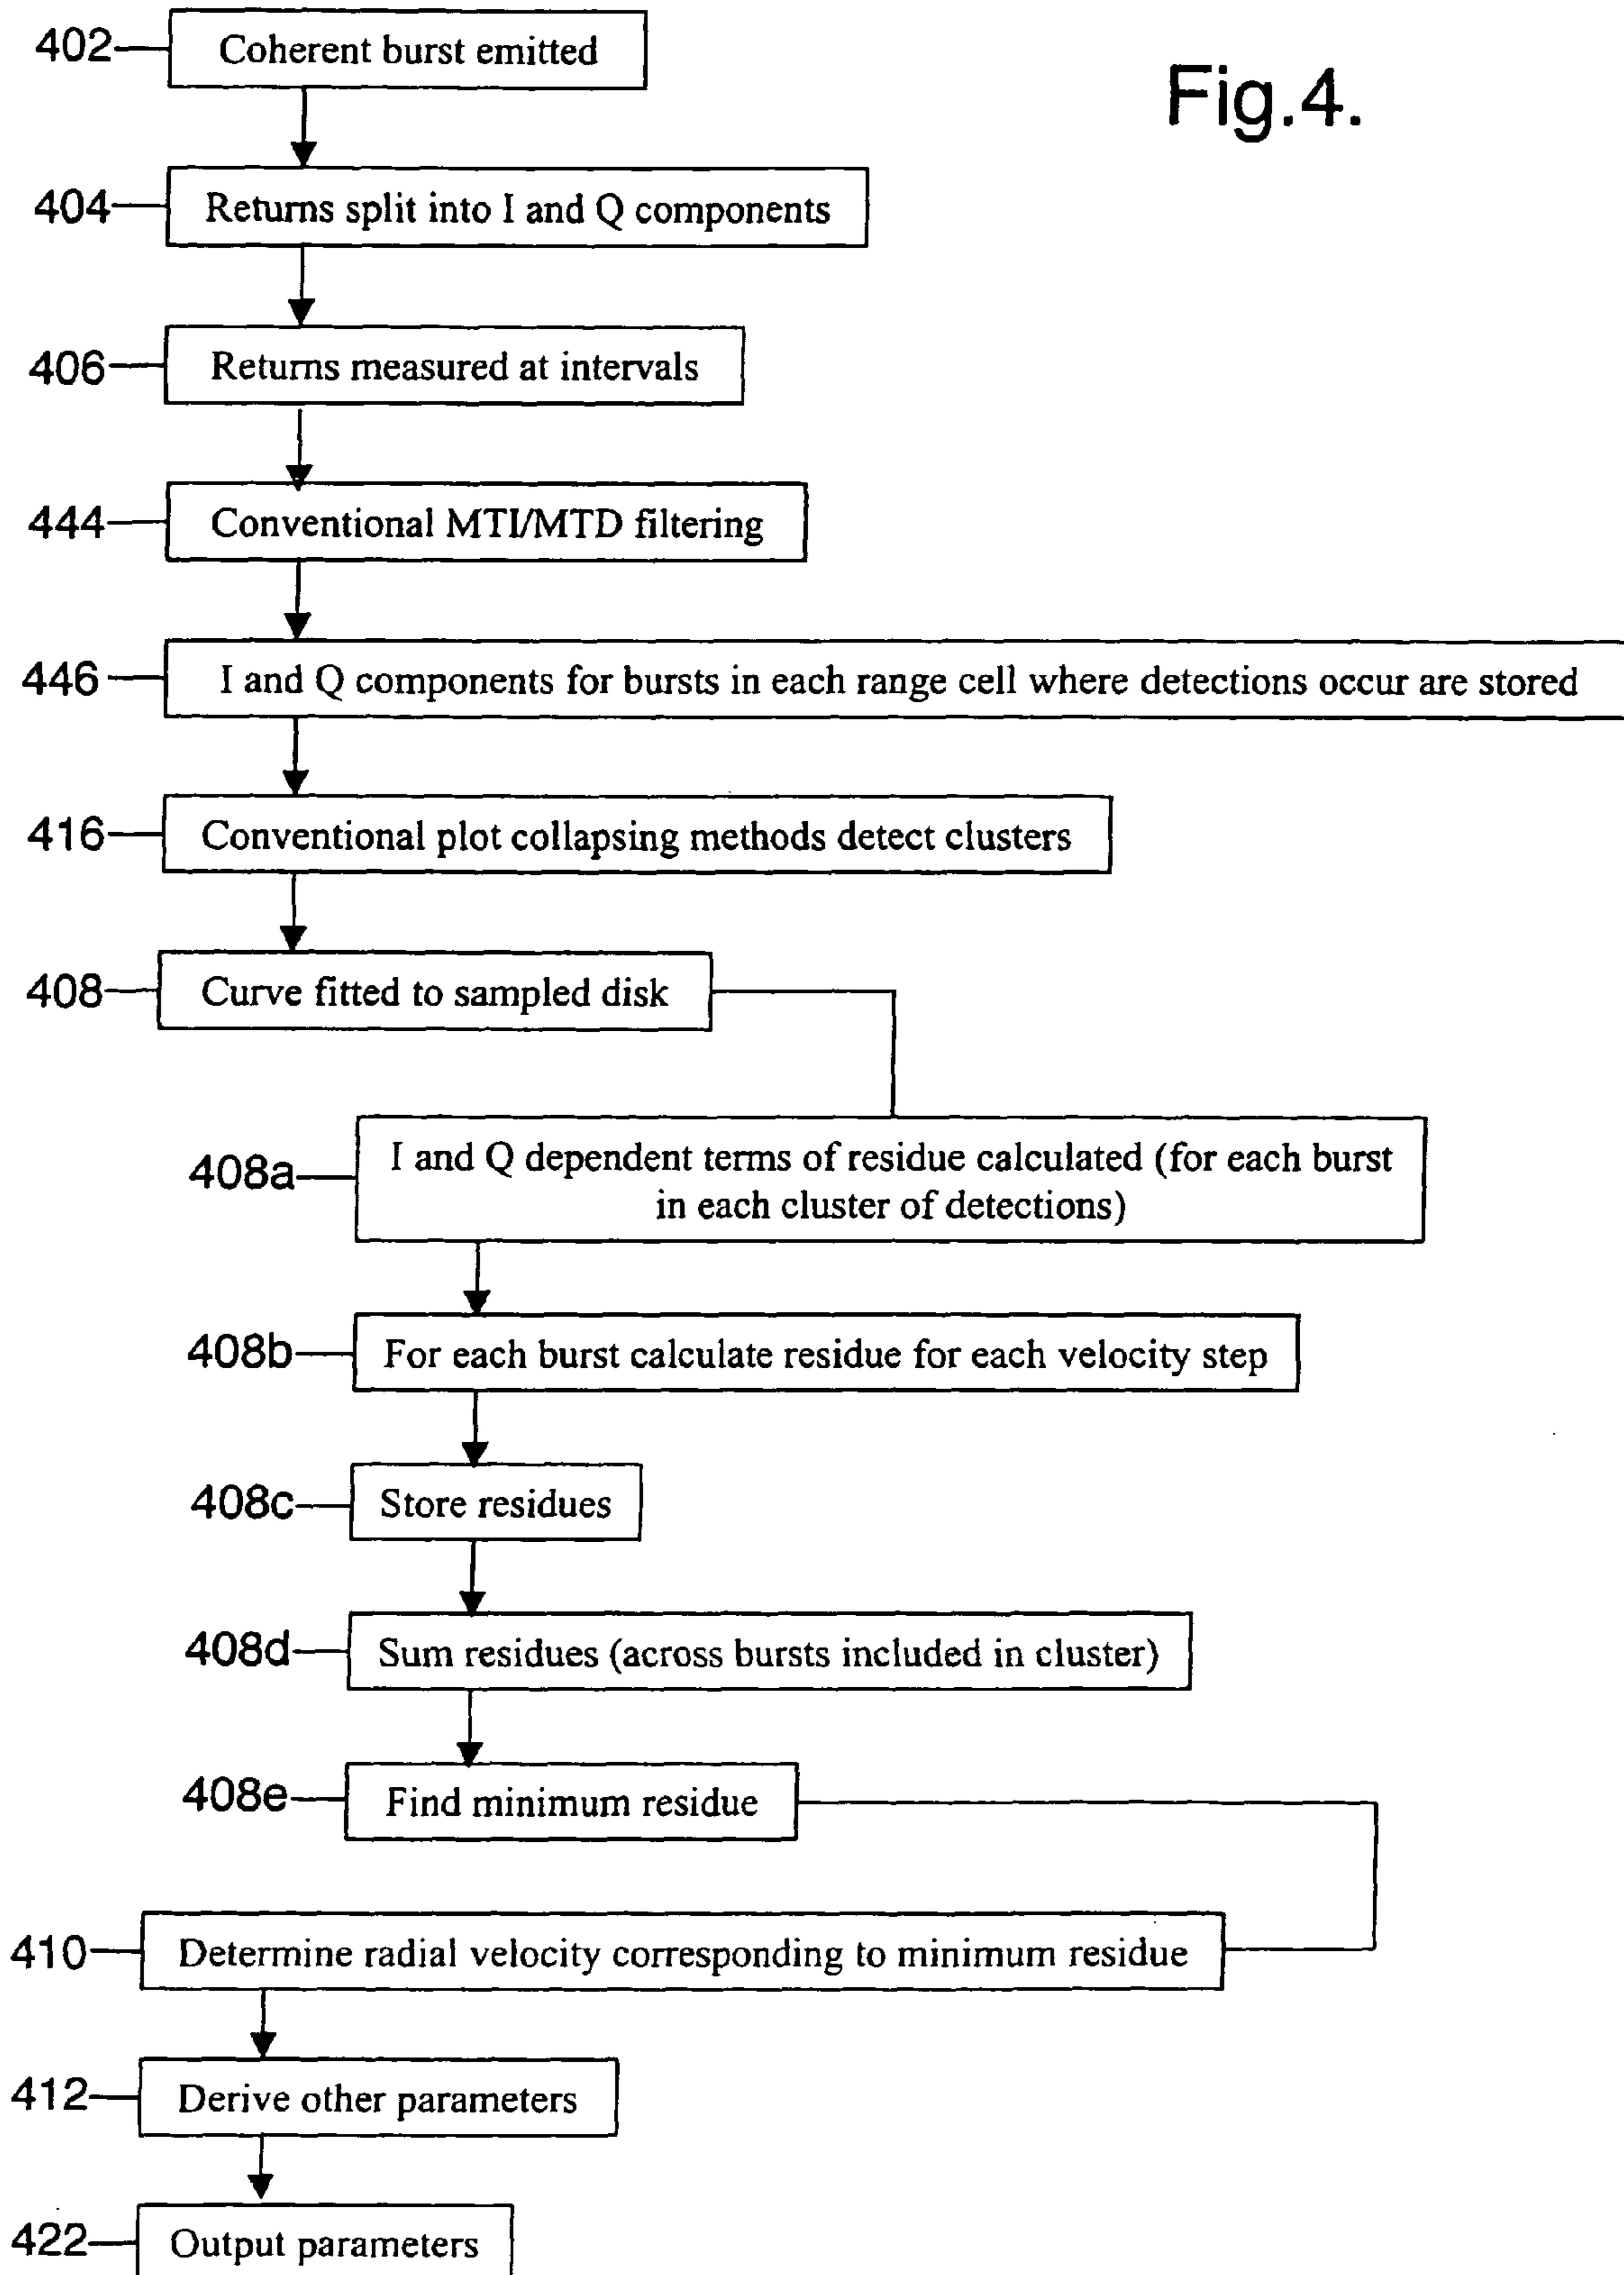 Fig.4.
402 Coherent burst emitted
404 Returns split into I and Q components
406 Returns measured at intervals
444 Conventional MTI/MTD filtering
446 I and Q components for bursts in each range cell where detections occur are stored
416 Conventional plot collapsing methods detect clusters
408 Curve fitted to sampled disk
408a I and Q dependent terms of residue calculated (for each burst
in each cluster of detections)
408b For each burst calculate residue for each velocity step
408c Store residues
408d Sum residues (across bursts included in cluster)
408e Find minimum residue
410 Determine radial velocity corresponding to minimum residue
412 Derive other parameters
422 Output parameters